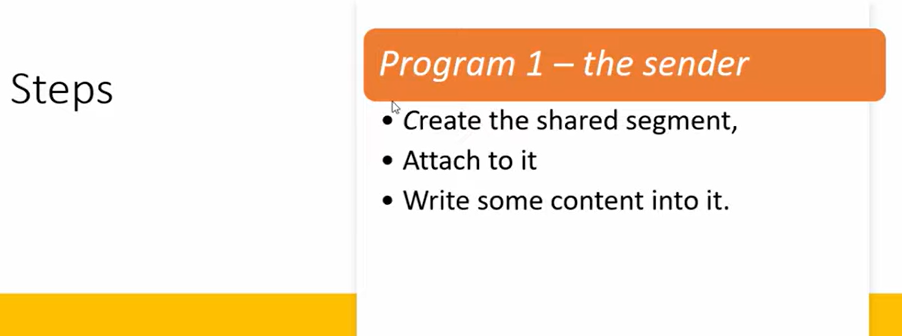 Steps
Program 1 – the sender
• Create the shared segment,
• Attach to it
• Write some content into it.